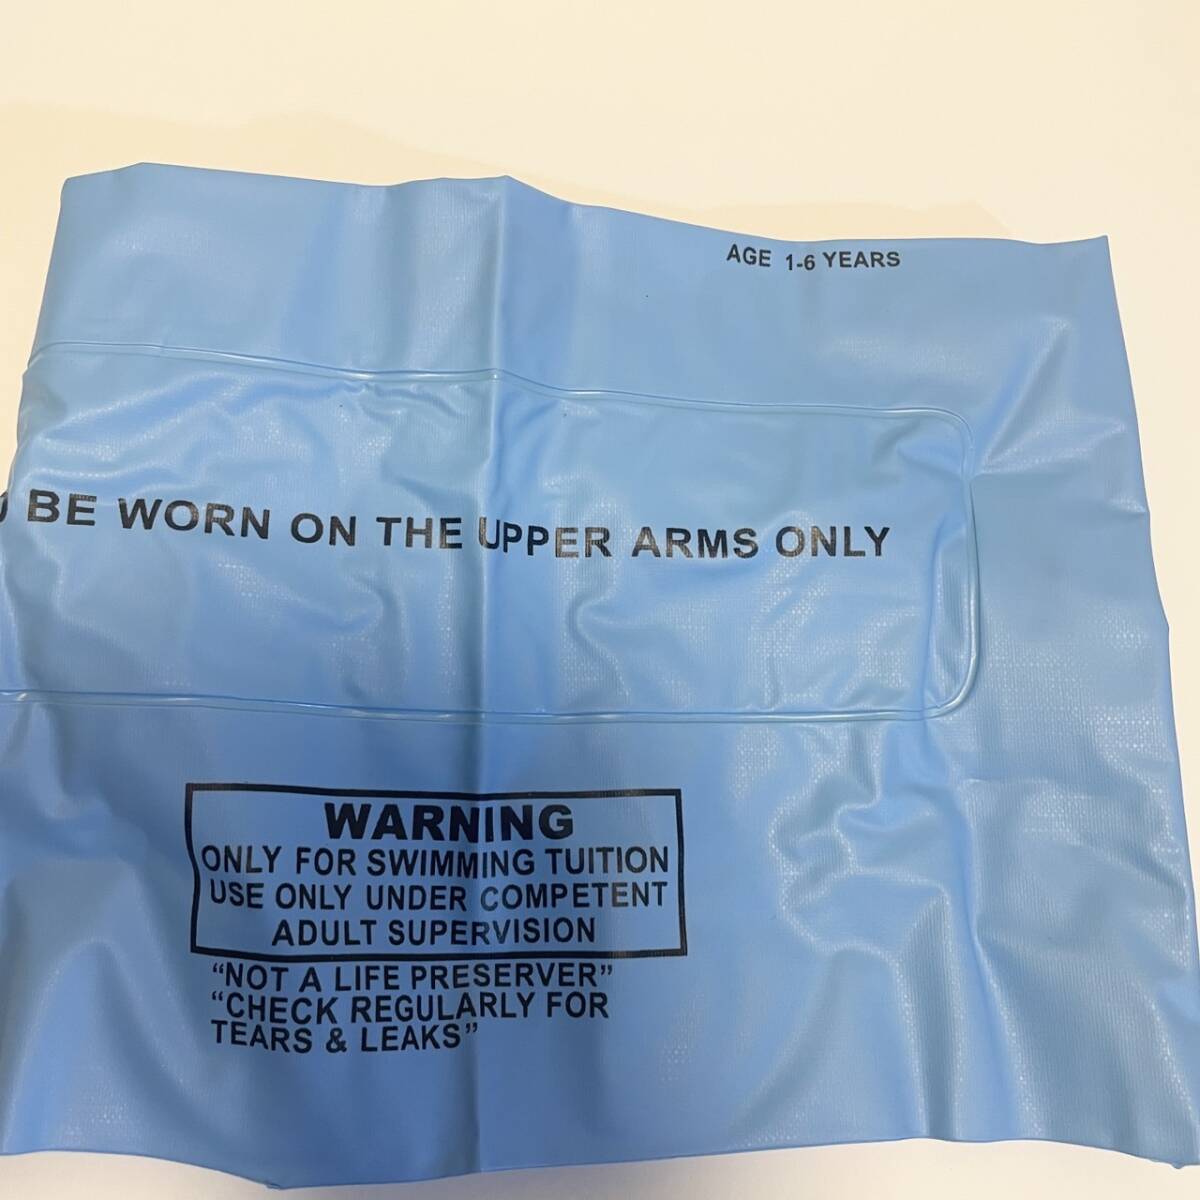 AGE 1-6 YEARS
BE WORN ON THE UPPER ARMS ONLY
WARNING
ONLY FOR SWIMMING TUITION
USE ONLY UNDER COMPETENT
ADULT SUPERVISION
“NOT A LIFE PRESERVER”
“CHECK REGULARLY FOR
TEARS & LEAKS”